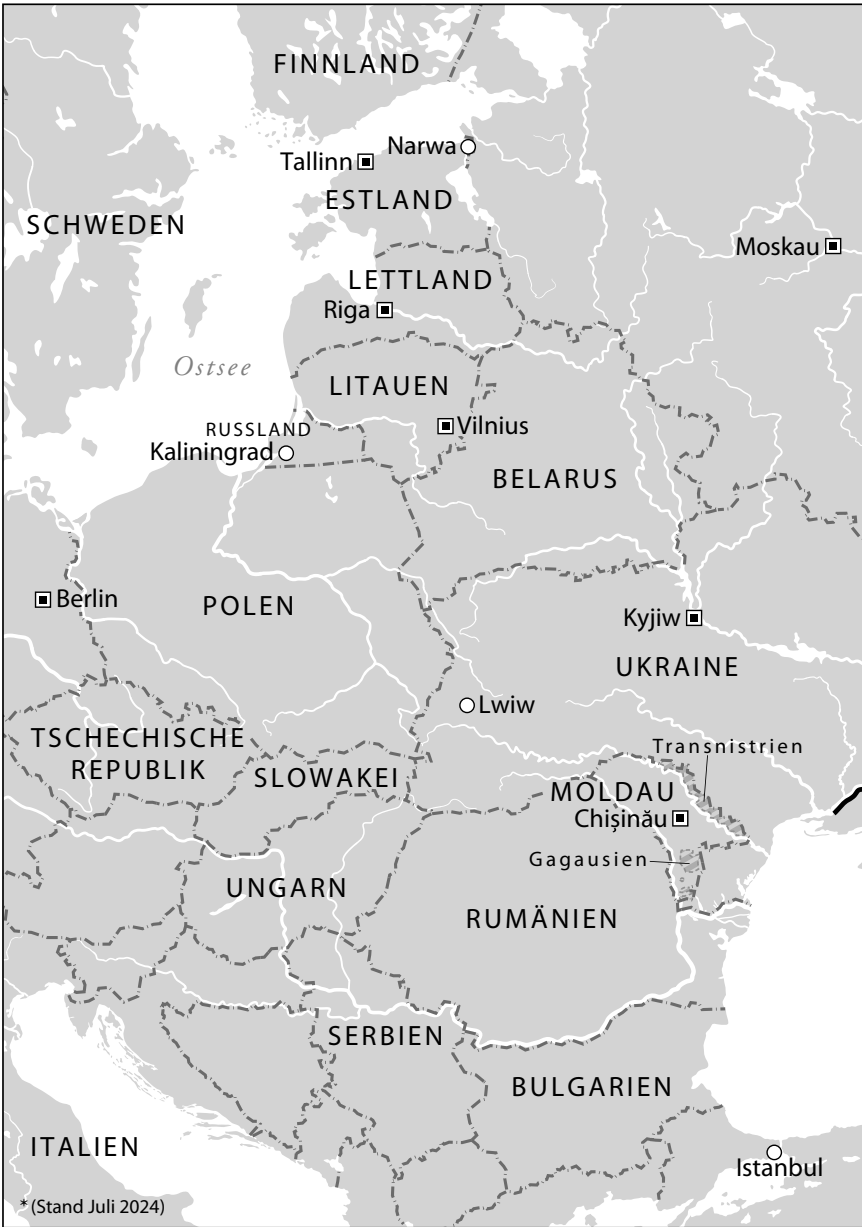 FINNLAND
Narwa
Tallinn
ESTLAND
SCHWEDEN
Moskau
LETTLAND
Riga
Ostsee
LITAUEN
RUSSLAND
Vilnius
Kaliningrad
BELARUS
Berlin
POLEN
Kyjiw
UKRAINE
Lwiw
TSCHECHISCHE
REPUBLIK
Transnistrien
SLOWAKEI
MOLDAU
Chișinău
Gagausien
UNGARN
RUMÄNIEN
SERBIEN
BULGARIEN
ITALIEN
Istanbul
* (Stand Juli 2024)